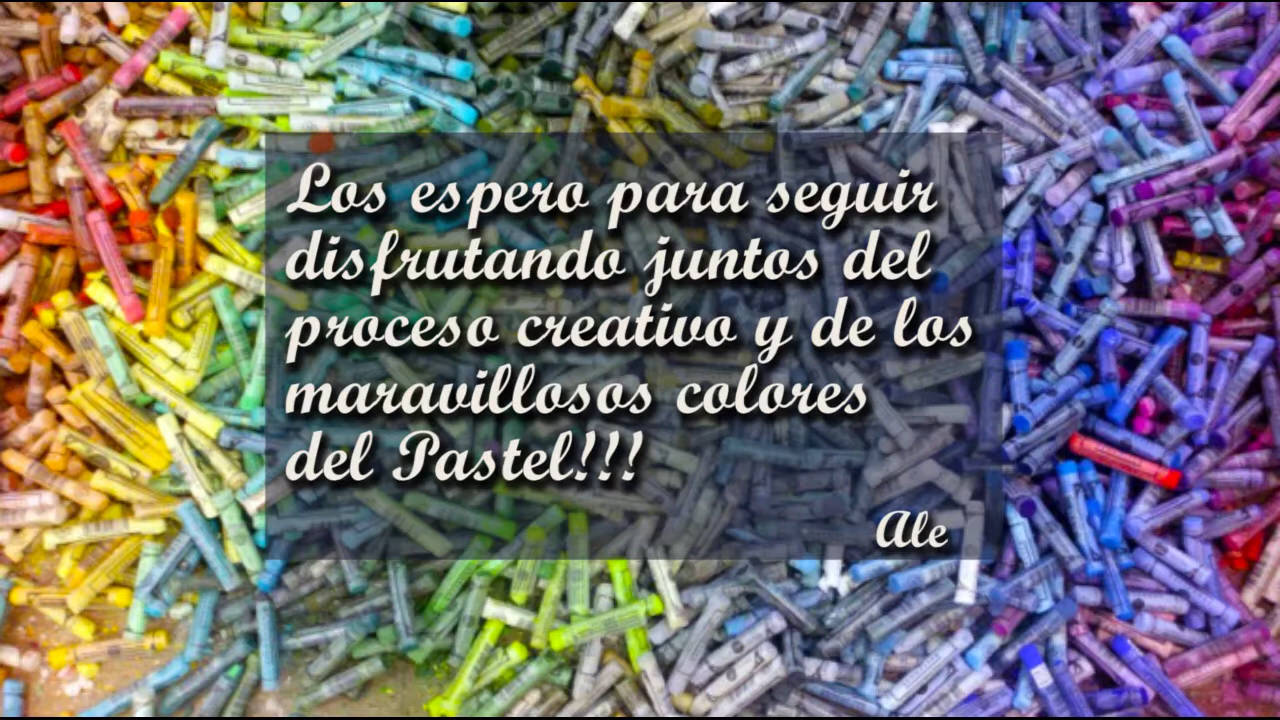 Los espero para seguir
disfrutando juntos del
proceso creativo y de los
maravillosos colores
del Pastel!!!
Ale